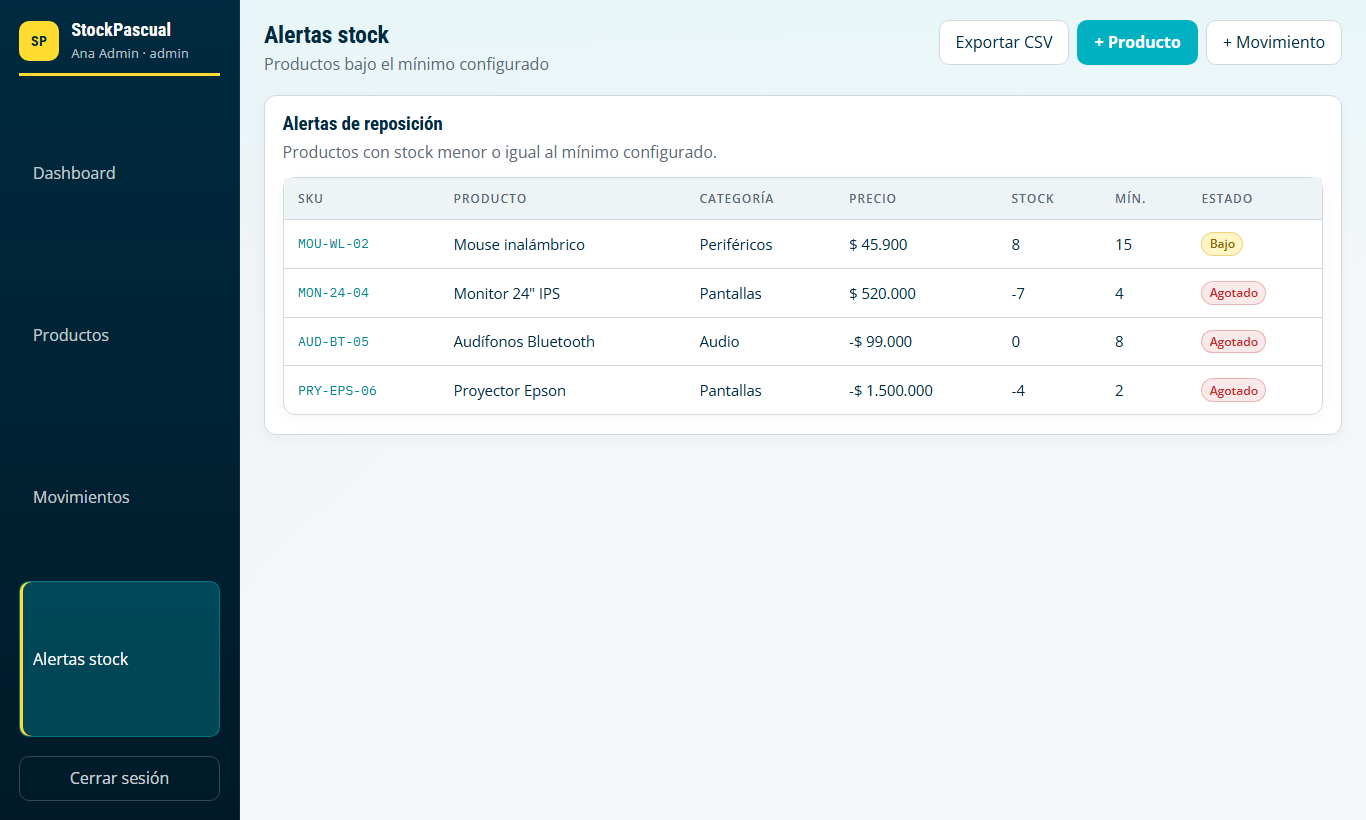 SP
StockPascual
Ana Admin · admin
Dashboard
Productos
Movimientos
Alertas stock
Cerrar sesión
Alertas stock
Productos bajo el mínimo configurado
Exportar CSV
+ Producto
+ Movimiento
Alertas de reposición
Productos con stock menor o igual al mínimo configurado.
SKU PRODUCTO CATEGORÍA PRECIO STOCK MÍN. ESTADO
MOU-WL-02 Mouse inalámbrico Periféricos $ 45.900 8 15 Bajo
MON-24-04 Monitor 24" IPS Pantallas $ 520.000 -7 4 Agotado
AUD-BT-05 Audífonos Bluetooth Audio -$ 99.000 0 8 Agotado
PRY-EPS-06 Proyector Epson Pantallas -$ 1.500.000 -4 2 Agotado